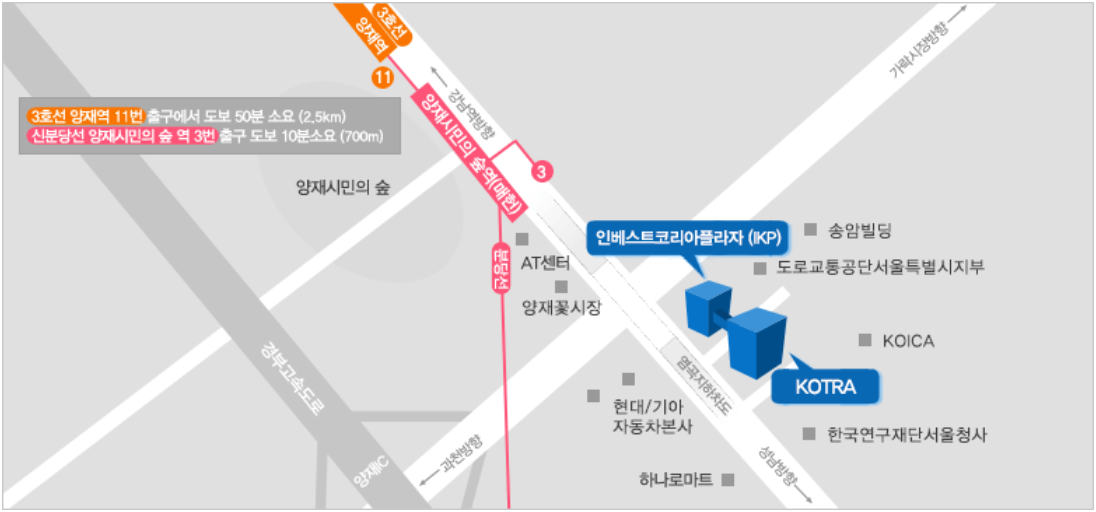 3호선
양재역
11
강남역방향
가락시장방향
3호선 양재역 11번 출구에서 도보 50분 소요 (2.5km)
신분당선 양재시민의 숲 역 3번 출구 도보 10분소요 (700m)
양재시민의 숲역(매헌)
3
양재시민의 숲
인베스트코리아플라자 (IKP)
송암빌딩
분당선
AT센터
도로교통공단서울특별시지부
양재꽃시장
KOICA
경부고속도로
염곡지하차도
KOTRA
현대/기아
자동차본사
한국연구재단서울청사
과천방향
양재IC
성남방향
하나로마트